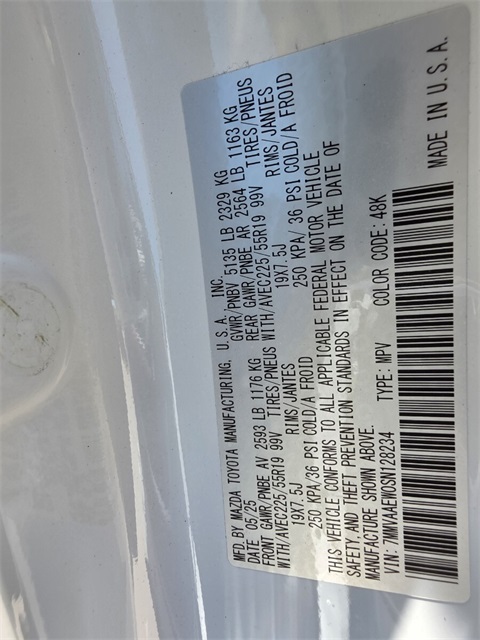 MFD.BY MAZDA TOYOTA MANUFACTURING, U.S.A., INC.
DATE 05/25 GVWR/PNBV 5135 LB 2329 KG
FRONT GAWR/PNBE AV 2593 LB 1176 KG REAR GAWR/PNBE AR 2564 LB 1163 KG
WITH/AVEC225/55R19 99V TIRES/PNEUS WITH/AVEC225/55R19 99V TIRES/PNEUS
19X7.5J RIMS/JANTES 19X7.5J RIMS/JANTES
250 KPA/36 PSI COLD/A FROID 250 KPA/ 36 PSI COLD/A FROID
THIS VEHICLE CONFORMS TO ALL APPLICABLE FEDERAL MOTOR VEHICLE
SAFETY, AND THEFT PREVENTION STANDARDS IN EFFECT ON THE DATE OF
MANUFACTURE SHOWN ABOVE.
VIN: 7MMVAAEW0SN128234 TYPE: MPV COLOR CODE: 48K
MADE IN U.S.A.